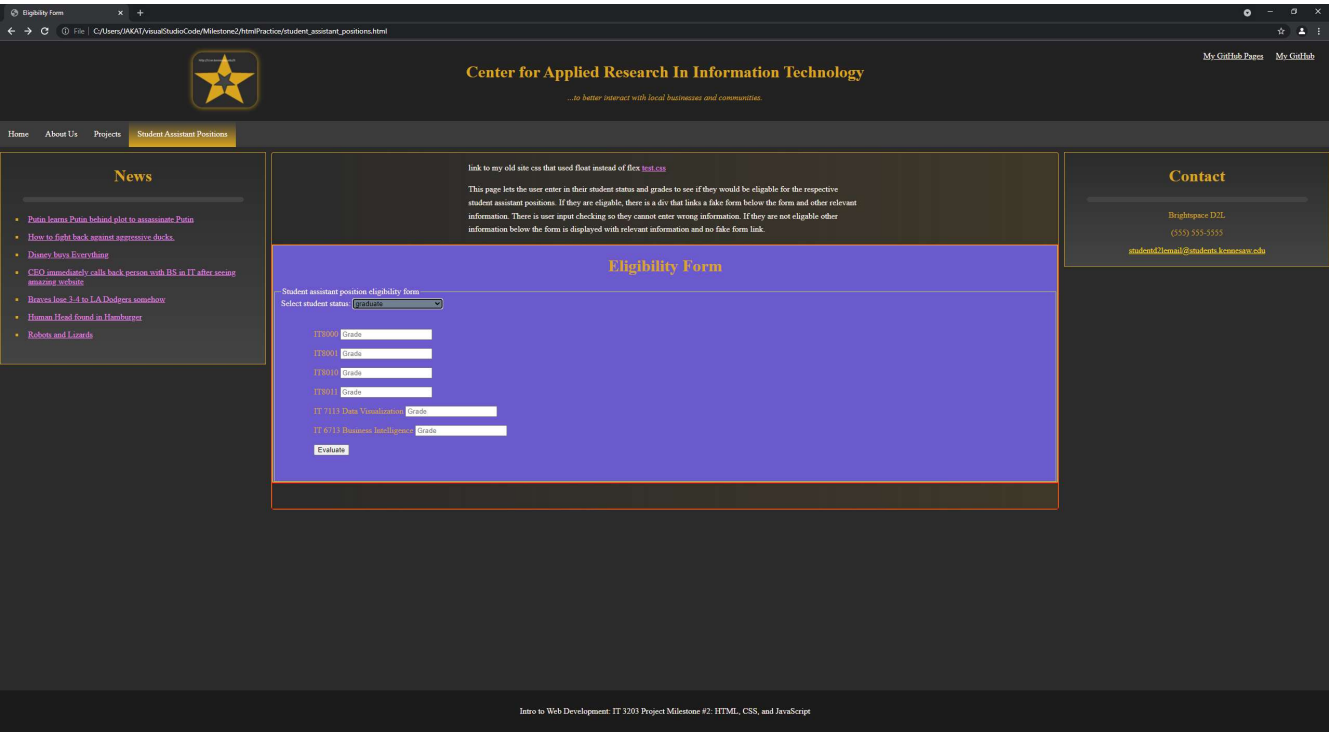 Eligibility Form
File | C:/Users/JAKAT/visualStudioCode/Milestone2/htmlPractice/student_assistant_positions.html
My GitHub Pages My GitHub
Center for Applied Research In Information Technology
...to better interact with local businesses and communities.
Home About Us Projects Student Assistant Positions
News
Putin learns Putin behind plot to assassinate Putin
How to fight back against aggressive ducks.
Disney buys Everything
CEO immediately calls back person with BS in IT after seeing
amazing website
Braves lose 3-4 to LA Dodgers somehow
Human Head found in Hamburger
Robots and Lizards
link to my old site css that used float instead of flex test.css
This page lets the user enter in their student status and grades to see if they would be eligable for the respective
student assistant positions. If they are eligable, there is a div that links a fake form below the form and other relevant
information. There is user input checking so they cannot enter wrong information. If they are not eligable other
information below the form is displayed with relevant information and no fake form link.
Eligibility Form
Student assistant position eligibility form
Select student status: graduate
IT8000 Grade
IT8001 Grade
IT8010 Grade
IT8011 Grade
IT 7113 Data Visualization Grade
IT 6713 Business Intelligence Grade
Evaluate
Contact
Brightspace D2L
(555) 555-5555
studentd2lemail@students.kennesaw.edu
Intro to Web Development: IT 3203 Project Milestone #2: HTML, CSS, and JavaScript